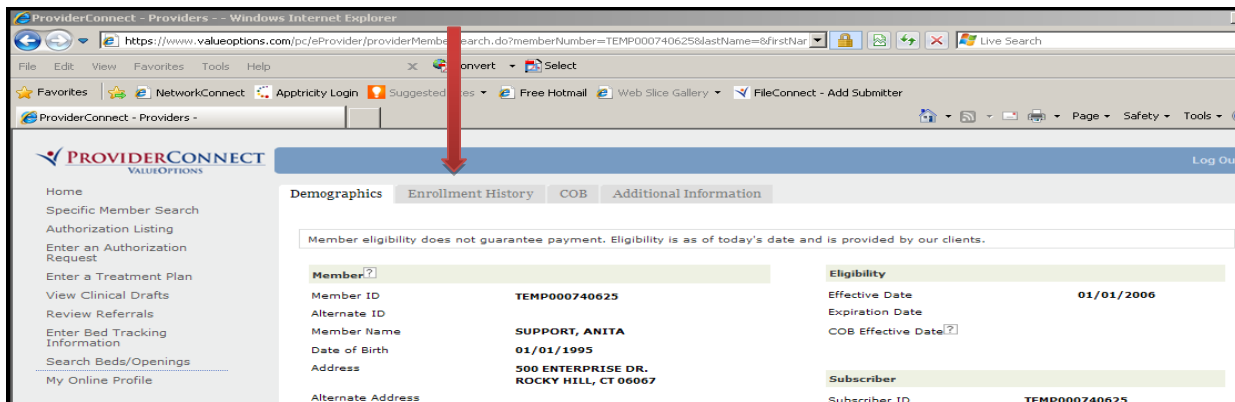 ProviderConnect - Providers - - Windows Internet Explorer
https://www.valueoptions.com/pc/eProvider/providerMember earch.do?memberNumber=TEMP000740625&lastName=&firstNar
Live Search
File Edit View Favorites Tools Help
x onvert Select
Favorites NetworkConnect Apptricity Login Suggested es Free Hotmail Web Slice Gallery FileConnect - Add Submitter
ProviderConnect - Providers -
Page Safety Tools
PROVIDERCONNECT
VALUEOPTIONS
Log Ou
Home
Specific Member Search
Authorization Listing
Enter an Authorization
Request
Enter a Treatment Plan
View Clinical Drafts
Review Referrals
Enter Bed Tracking
Information
Search Beds/Openings
My Online Profile
Demographics Enrollment History COB Additional Information
Member eligibility does not guarantee payment. Eligibility is as of today's date and is provided by our clients.
Member ?
Member ID TEMP000740625
Alternate ID
Member Name SUPPORT, ANITA
Date of Birth 01/01/1995
Address 500 ENTERPRISE DR.
ROCKY HILL, CT 06067
Alternate Address
Eligibility
Effective Date 01/01/2006
Expiration Date
COB Effective Date ?
Subscriber
Subscriber ID TEMP000740625